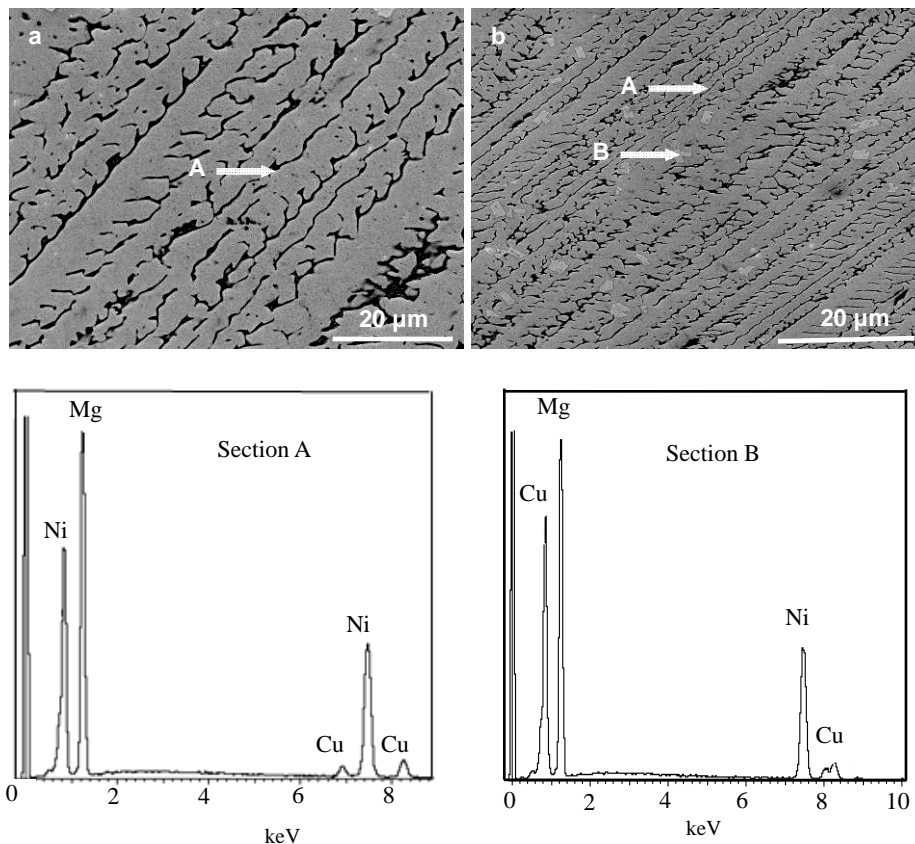 a
A
20 µm
b
A
B
20 µm
Mg
Section A
Ni
Ni
Cu Cu
0 2 4 6 8
keV
Mg
Section B
Cu
Ni
Cu
0 2 4 6 8 10
keV